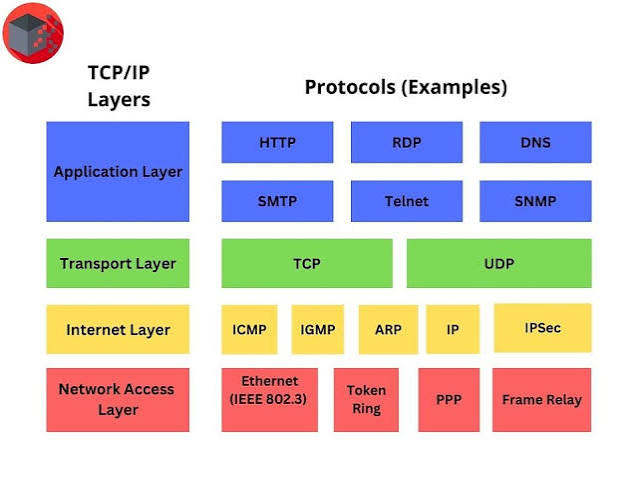 TCP/IP
Layers
Protocols (Examples)
Application Layer
HTTP
RDP
DNS
SMTP
Telnet
SNMP
Transport Layer
TCP
UDP
Internet Layer
ICMP
IGMP
ARP
IP
IPSec
Network Access
Layer
Ethernet
(IEEE 802.3)
Token
Ring
PPP
Frame Relay